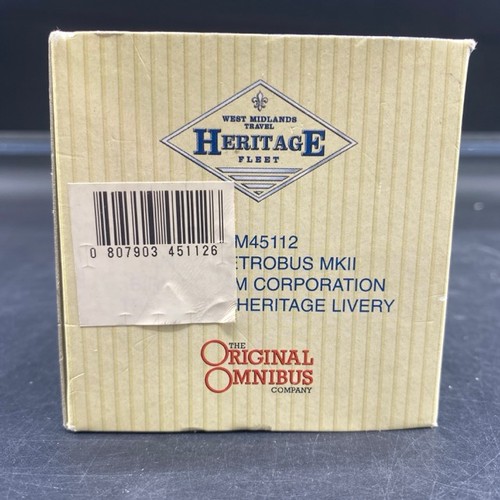 WEST MIDLANDS
TRAVEL
HERITAGE
FLEET
0 807903 451126
M45112
ETROBUS MKII
M CORPORATION
HERITAGE LIVERY
THE
ORIGINAL
OMNIBUS
COMPANY